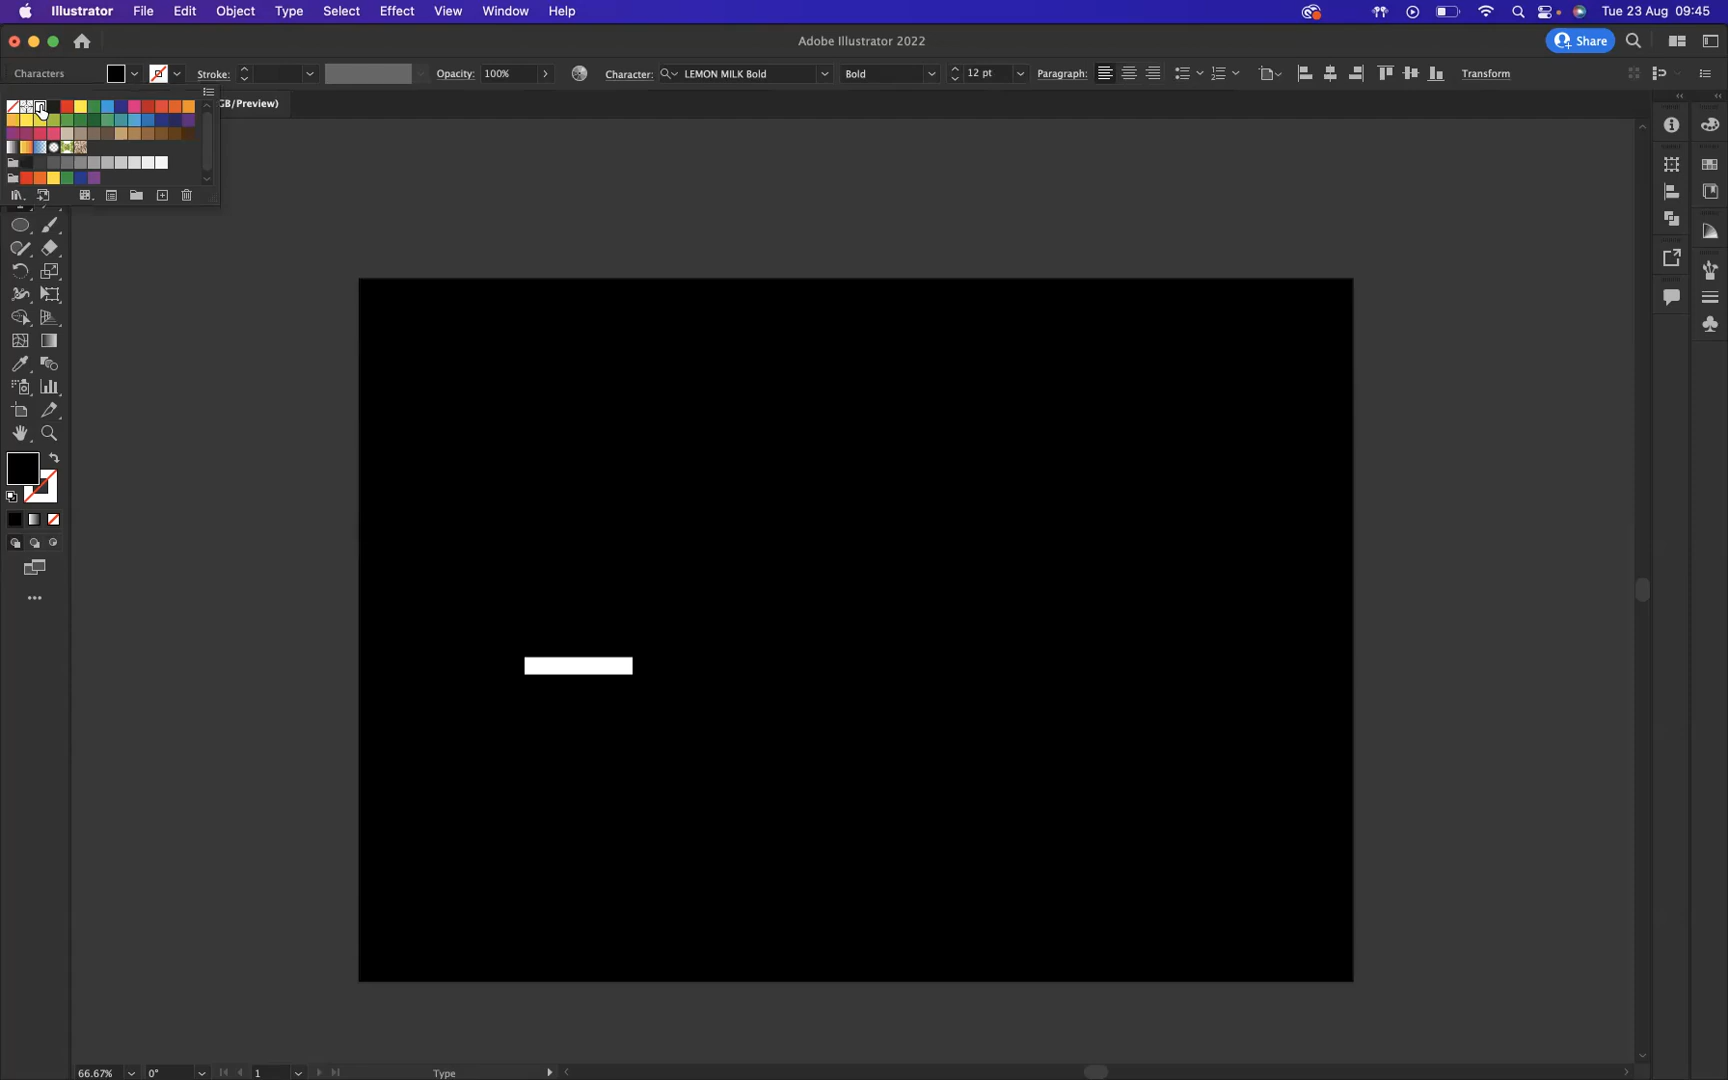 Illustrator File Edit Object Type Select Effect View Window Help Tue 23 Aug 09:45
Adobe Illustrator 2022 Share
Characters Stroke: Opacity: 100% Character: LEMON MILK Bold Bold 12 pt Paragraph: Transform
GB/Preview)
66.67% 0° 1 Type